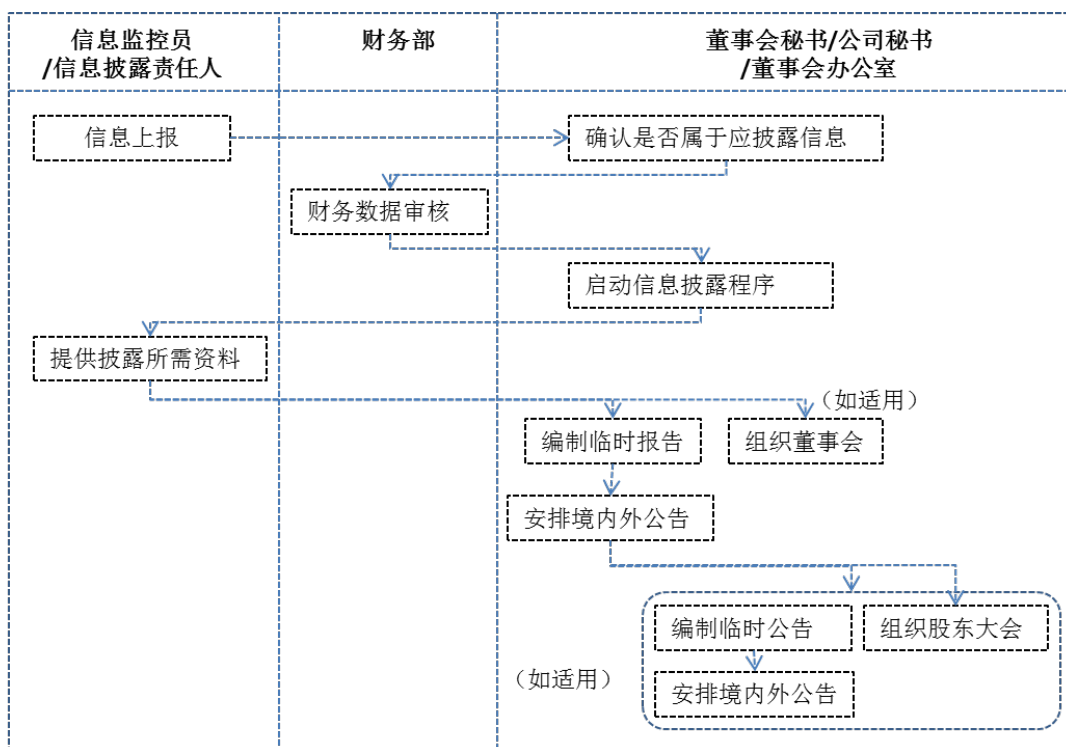 信息监控员
/信息披露责任人
财务部
董事会秘书/公司秘书
/董事会办公室
信息上报
确认是否属于应披露信息
财务数据审核
启动信息披露程序
提供披露所需资料
（如适用）
编制临时报告
组织董事会
安排境内外公告
编制临时公告
组织股东大会
（如适用）
安排境内外公告